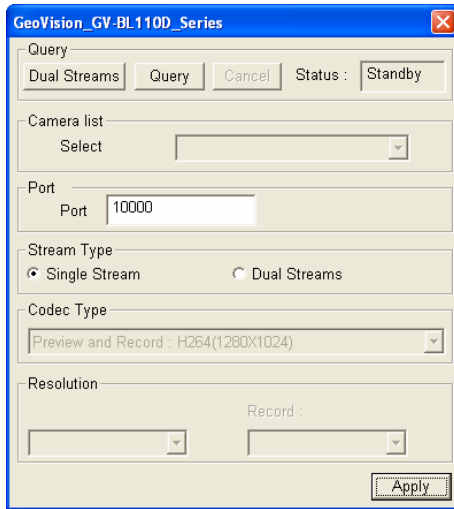 GeoVision_GV-BL110D_Series
Query
Dual Streams Query Cancel Status : Standby
Camera list
Select
Port
Port 10000
Stream Type
Single Stream Dual Streams
Codec Type
Preview and Record : H264(1280X1024)
Resolution
Record :
Apply